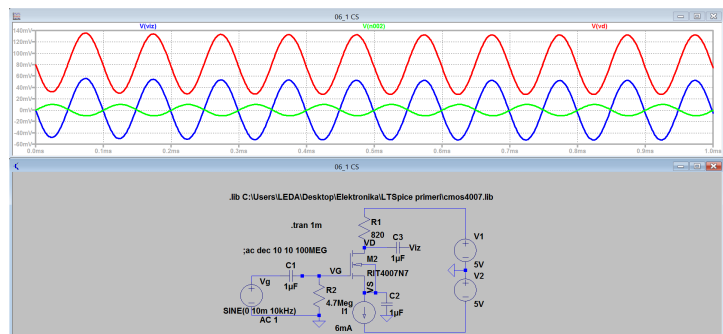 06_1 CS
V(viz) V(n002) V(vd)
140mV
120mV
100mV
80mV
60mV
40mV
20mV
0mV
-20mV
-40mV
-60mV
0.0ms 0.1ms 0.2ms 0.3ms 0.4ms 0.5ms 0.6ms 0.7ms 0.8ms 0.9ms 1.0ms
06_1 CS
.lib C:\Users\LEDA\Desktop\Elektronika\LTSpice primeri\cmos4007.lib
.tran 1m
;ac dec 10 10 100MEG
R1
820
VD
C3
1µF
Viz
V1
5V
V2
5V
M2
RIT4007N7
C1
1µF
VG
Vg
R2
4.7Meg
VS
C2
1µF
I1
6mA
SINE(0 10m 10kHz)
AC 1